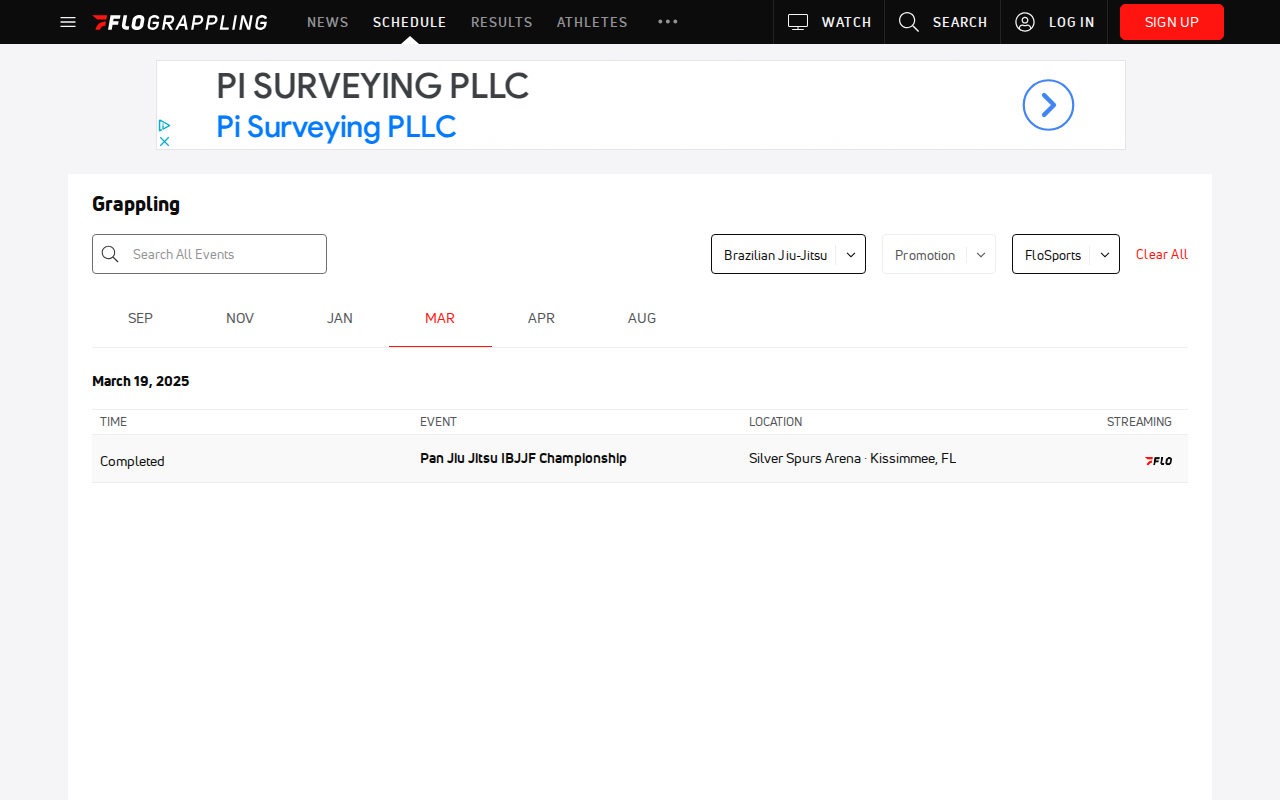 FLOGRAPPLING NEWS SCHEDULE RESULTS ATHLETES WATCH SEARCH LOG IN SIGN UP
PI SURVEYING PLLC
Pi Surveying PLLC
Grappling
Search All Events Brazilian Jiu-Jitsu Promotion FloSports Clear All
SEP NOV JAN MAR APR AUG
March 19, 2025
TIME EVENT LOCATION STREAMING
Completed Pan Jiu Jitsu IBJJF Championship Silver Spurs Arena · Kissimmee, FL FLO